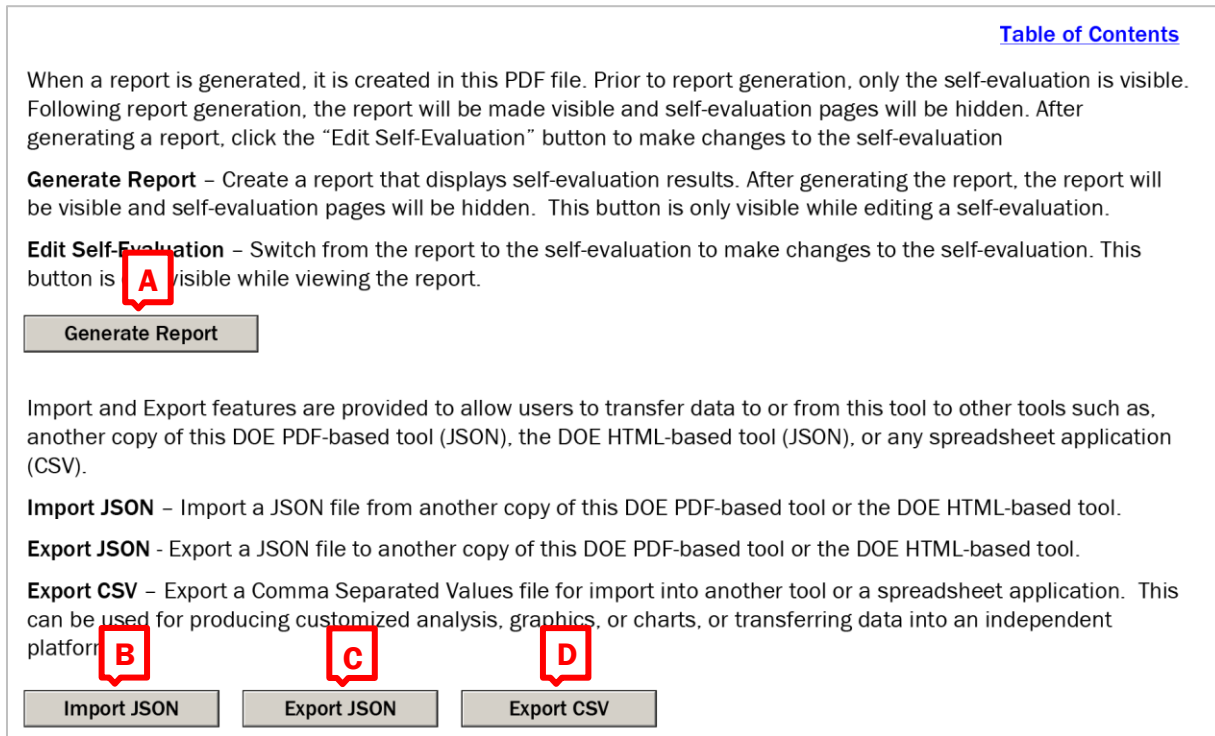 Table of Contents
When a report is generated, it is created in this PDF file. Prior to report generation, only the self-evaluation is visible.
Following report generation, the report will be made visible and self-evaluation pages will be hidden. After
generating a report, click the “Edit Self-Evaluation” button to make changes to the self-evaluation
Generate Report – Create a report that displays self-evaluation results. After generating the report, the report will
be visible and self-evaluation pages will be hidden. This button is only visible while editing a self-evaluation.
Edit Self-Evaluation – Switch from the report to the self-evaluation to make changes to the self-evaluation. This
button is visible while viewing the report.
A
Generate Report
Import and Export features are provided to allow users to transfer data to or from this tool to other tools such as,
another copy of this DOE PDF-based tool (JSON), the DOE HTML-based tool (JSON), or any spreadsheet application
(CSV).
Import JSON – Import a JSON file from another copy of this DOE PDF-based tool or the DOE HTML-based tool.
Export JSON - Export a JSON file to another copy of this DOE PDF-based tool or the DOE HTML-based tool.
Export CSV – Export a Comma Separated Values file for import into another tool or a spreadsheet application. This
can be used for producing customized analysis, graphics, or charts, or transferring data into an independent
platfor
B C D
Import JSON Export JSON Export CSV